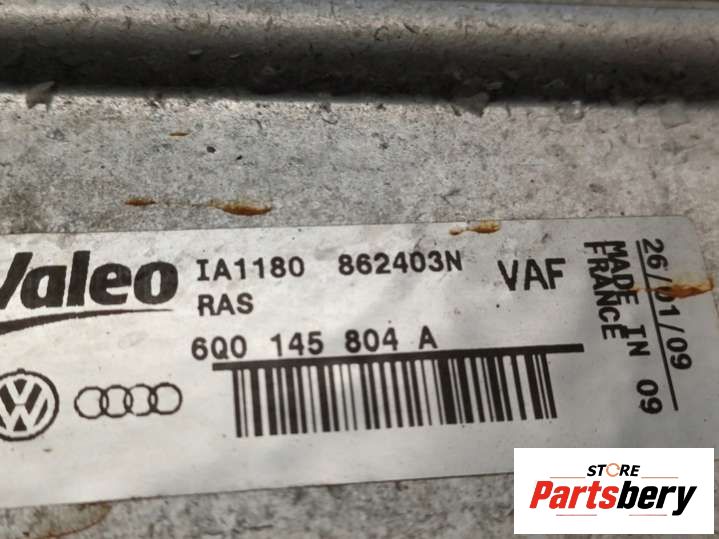 Valeo
IA1180 862403N VAF
RAS
6Q0 145 804 A
26/01/09
MADE IN 09
FRANCE
STORE
Partsbery